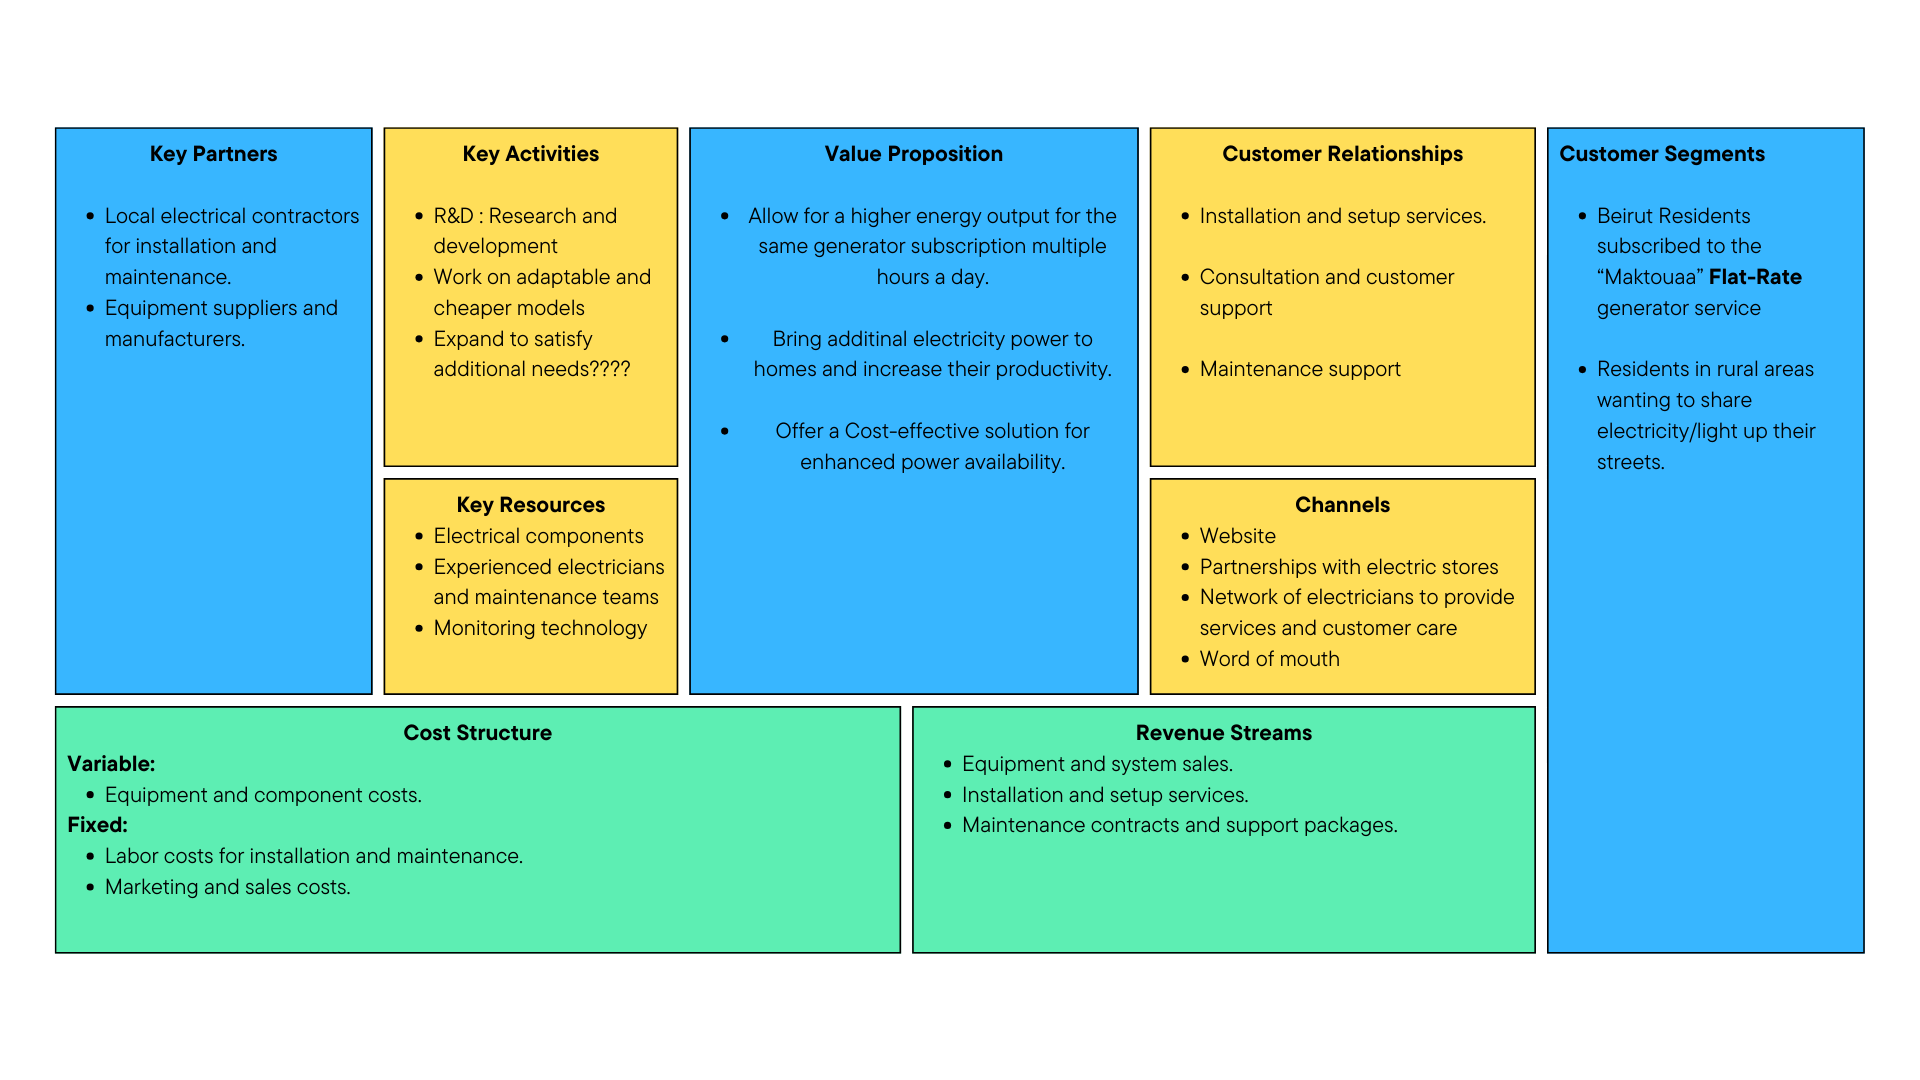 Key Partners
• Local electrical contractors
for installation and
maintenance.
• Equipment suppliers and
manufacturers.
Key Activities
• R&D : Research and
development
• Work on adaptable and
cheaper models
• Expand to satisfy
additional needs????
Key Resources
• Electrical components
• Experienced electricians
and maintenance teams
• Monitoring technology
Value Proposition
• Allow for a higher energy output for the
same generator subscription multiple
hours a day.
• Bring additinal electricity power to
homes and increase their productivity.
• Offer a Cost-effective solution for
enhanced power availability.
Customer Relationships
• Installation and setup services.
• Consultation and customer
support
• Maintenance support
Channels
• Website
• Partnerships with electric stores
• Network of electricians to provide
services and customer care
• Word of mouth
Customer Segments
• Beirut Residents
subscribed to the
“Maktouaa” Flat-Rate
generator service
• Residents in rural areas
wanting to share
electricity/light up their
streets.
Cost Structure
Variable:
• Equipment and component costs.
Fixed:
• Labor costs for installation and maintenance.
• Marketing and sales costs.
Revenue Streams
• Equipment and system sales.
• Installation and setup services.
• Maintenance contracts and support packages.